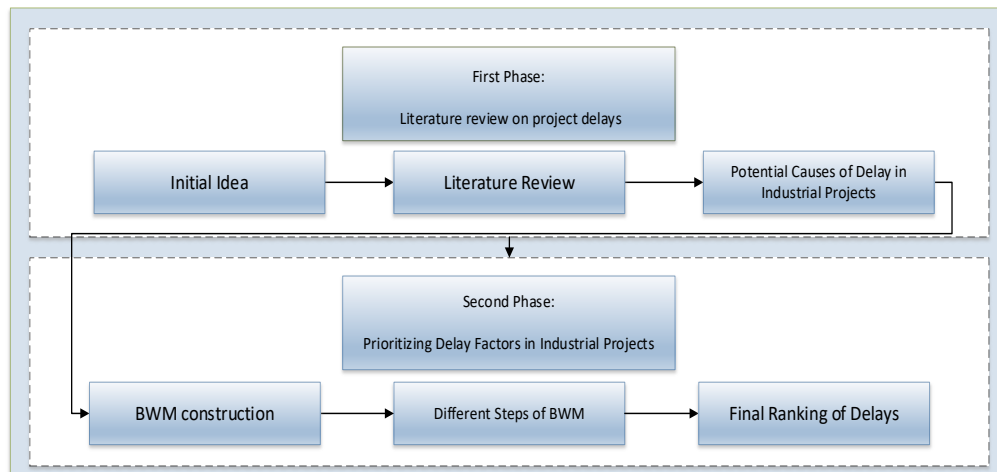 First Phase:
Literature review on project delays
Initial Idea
Literature Review
Potential Causes of Delay in
Industrial Projects
Second Phase:
Prioritizing Delay Factors in Industrial Projects
BWM construction
Different Steps of BWM
Final Ranking of Delays